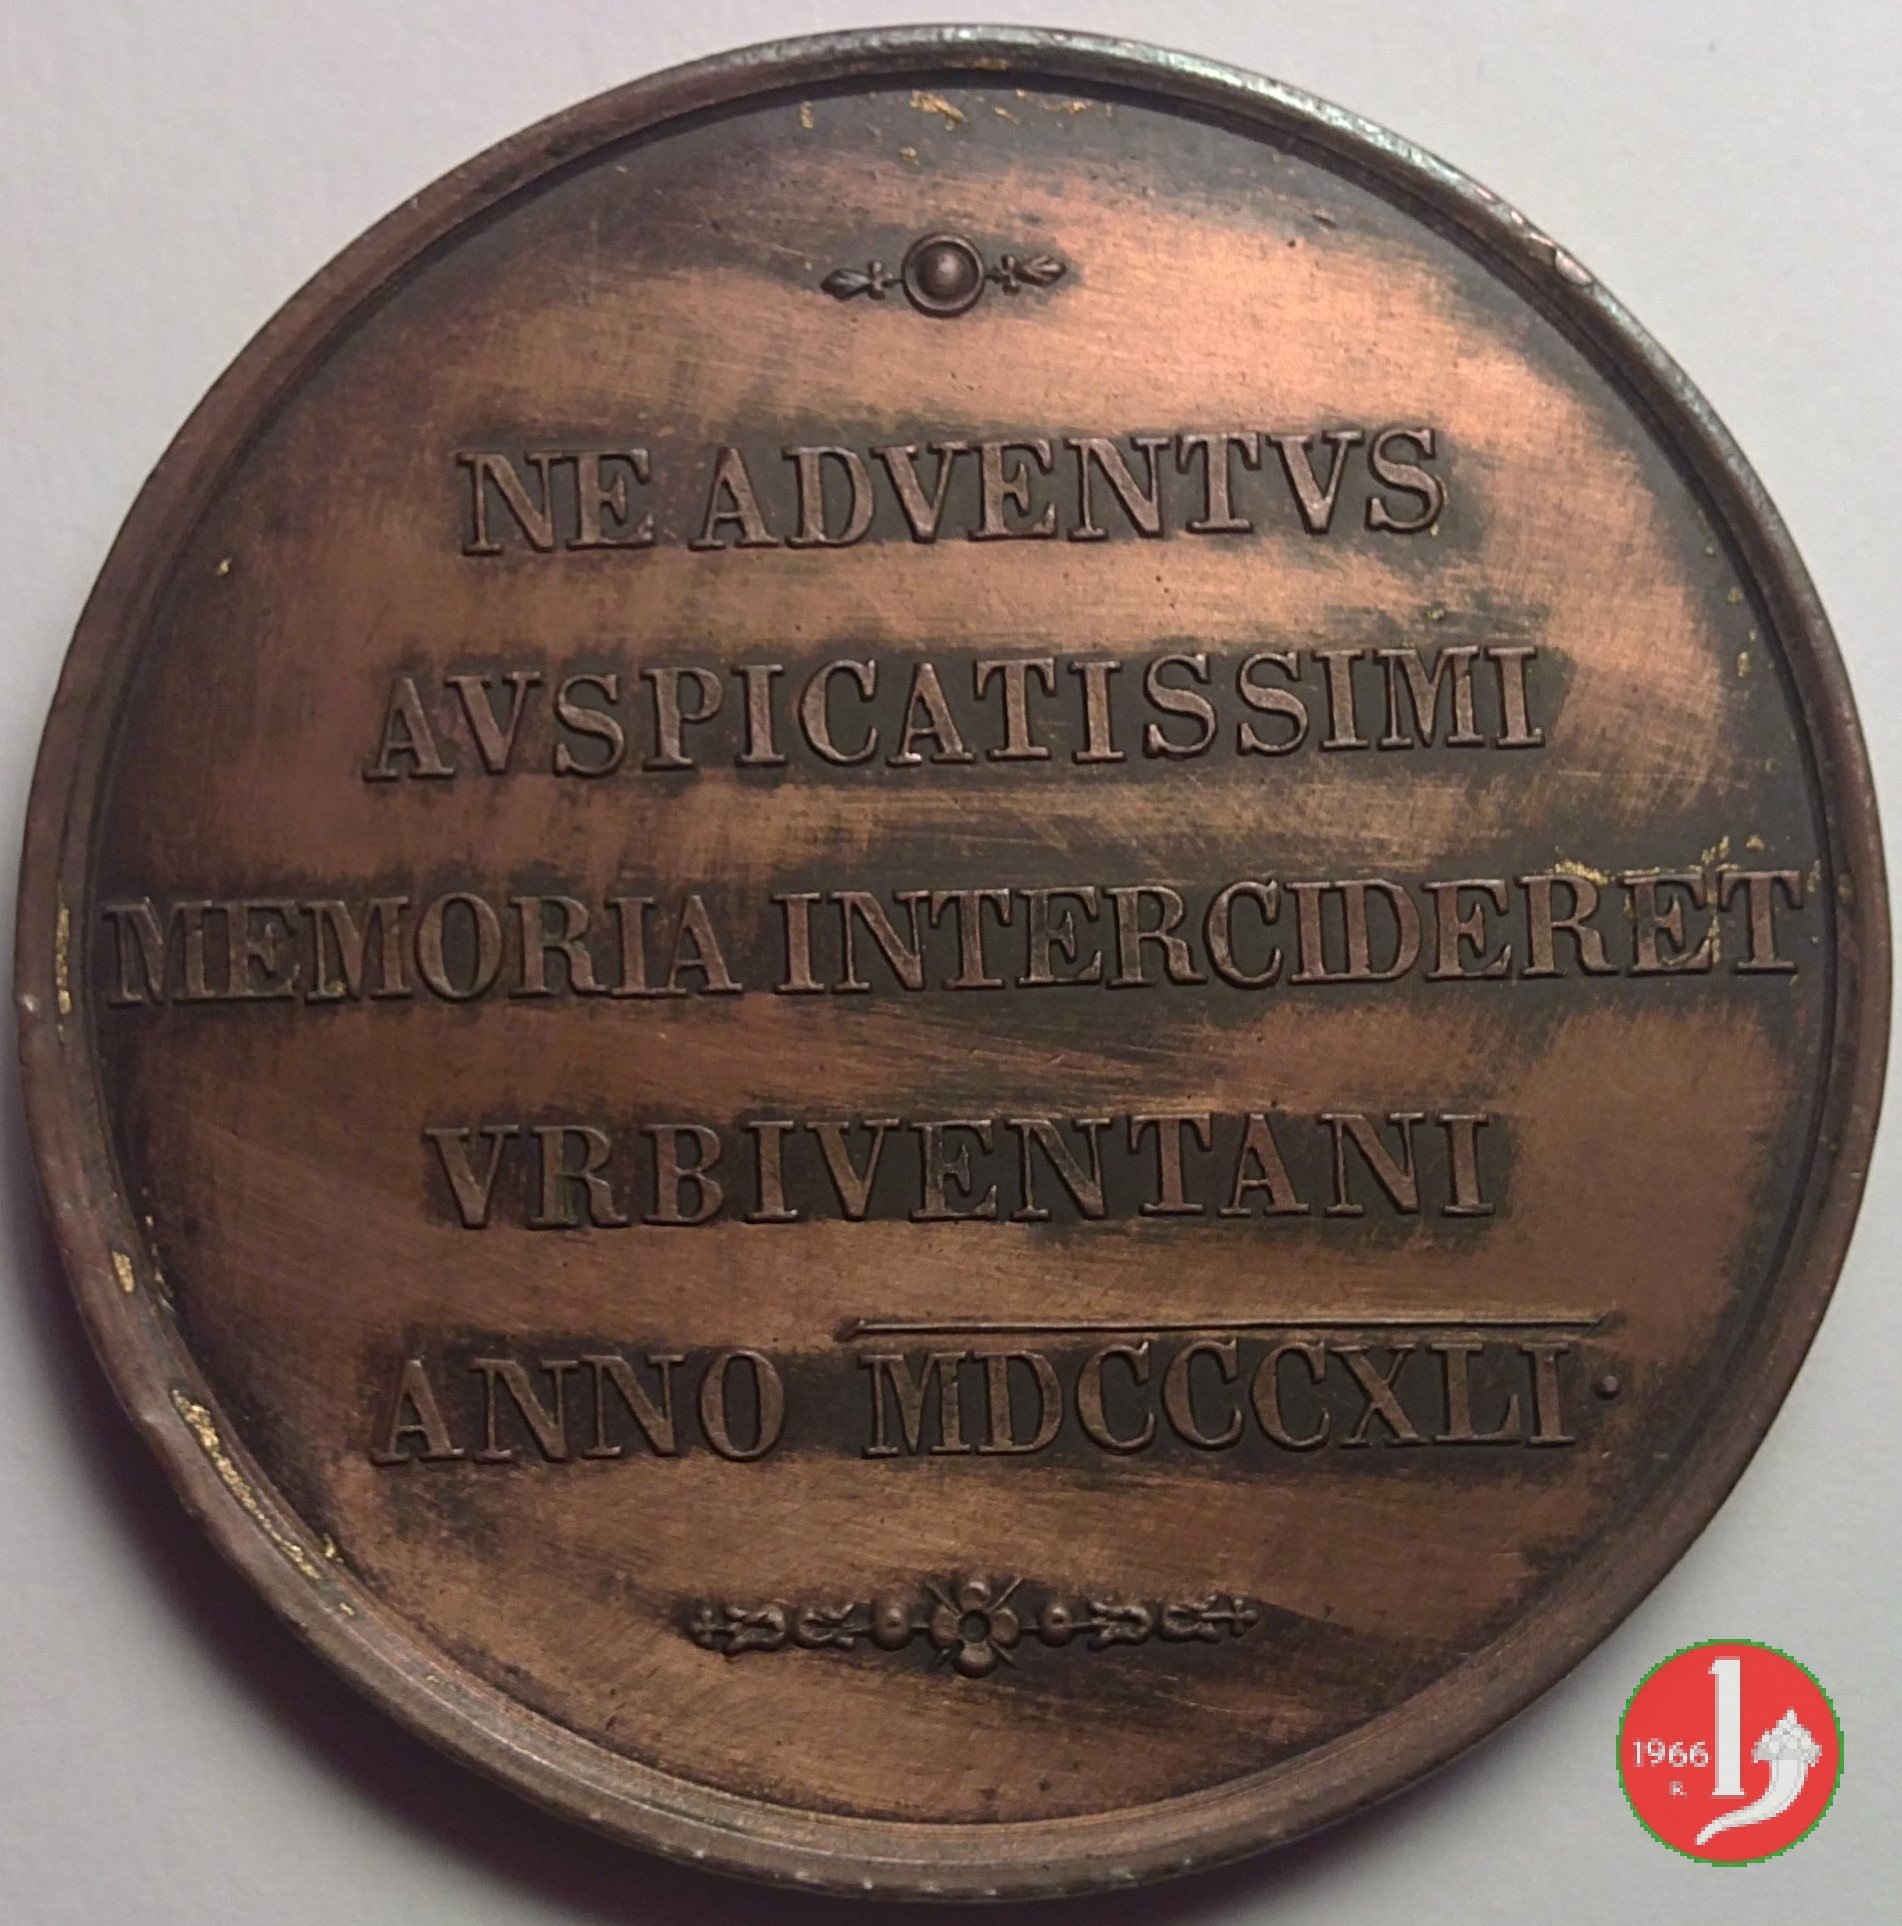 NE ADVENTVS
AVSPICATISSIMI
MEMORIA INTERCIDERET
VRBIVENTANI
ANNO MDCCCXLI·
1966
R